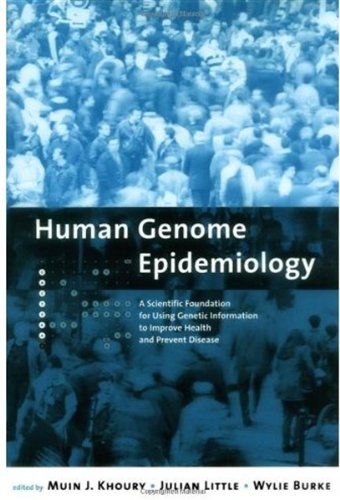 Human Genome
Epidemiology
A Scientific Foundation
for Using Genetic Information
to Improve Health
and Prevent Disease
edited by MUIN J. KHOURY • JULIAN LITTLE • WYLIE BURKE